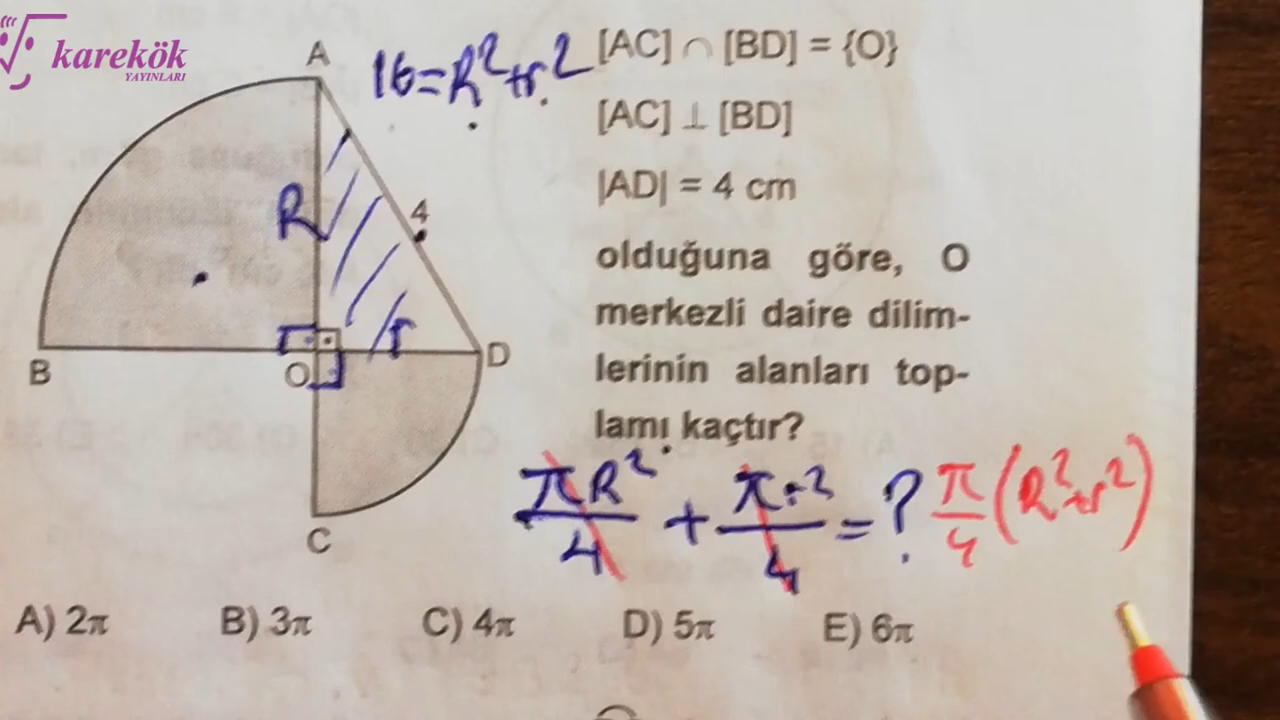 karekök
YAYINLARI
A
16=R²+r²
[AC] ∩ [BD] = {O}
[AC] ⊥ [BD]
|AD| = 4 cm
R
4
olduğuna göre, O
merkezli daire dilim-
lerinin alanları top-
lamı kaçtır?
r
B
O
D
C
πR²/4 + πr²/4 = ? π/4 (R²+r²)
A) 2π B) 3π C) 4π D) 5π E) 6π